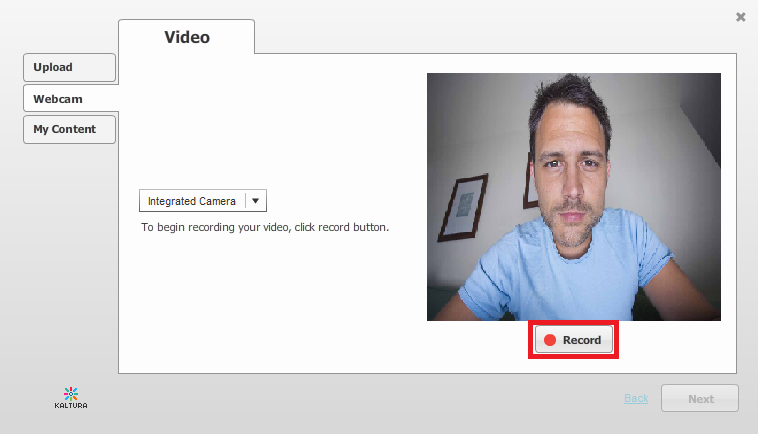 Video
Upload
Webcam
My Content
Integrated Camera
To begin recording your video, click record button.
Record
KALTURA
Back
Next